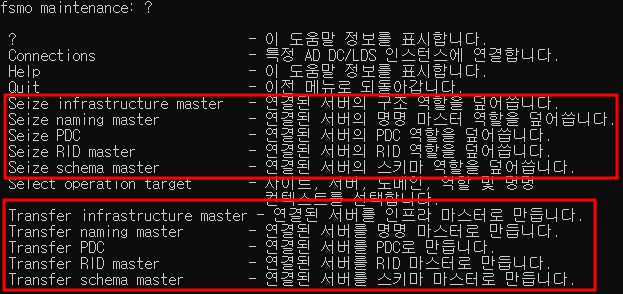 fsmo maintenance: ?
? - 이 도움말 정보를 표시합니다.
Connections - 특정 AD DC/LDS 인스턴스에 연결합니다.
Help - 이 도움말 정보를 표시합니다.
Quit - 이전 메뉴로 되돌아갑니다.
Seize infrastructure master - 연결된 서버의 구조 역할을 덮어씁니다.
Seize naming master - 연결된 서버의 명명 마스터 역할을 덮어씁니다.
Seize PDC - 연결된 서버의 PDC 역할을 덮어씁니다.
Seize RID master - 연결된 서버의 RID 역할을 덮어씁니다.
Seize schema master - 연결된 서버의 스키마 역할을 덮어씁니다.
Select operation target - 사이트, 서버, 도메인, 역할 및 명명
컨텍스트를 선택합니다.
Transfer infrastructure master - 연결된 서버를 인프라 마스터로 만듭니다.
Transfer naming master - 연결된 서버를 명명 마스터로 만듭니다.
Transfer PDC - 연결된 서버를 PDC로 만듭니다.
Transfer RID master - 연결된 서버를 RID 마스터로 만듭니다.
Transfer schema master - 연결된 서버를 스키마 마스터로 만듭니다.